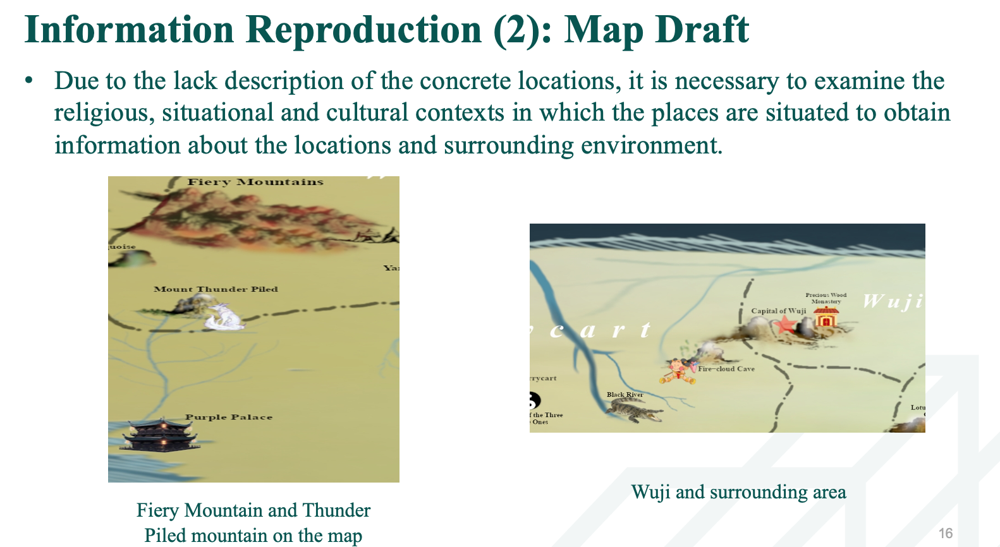 Information Reproduction (2): Map Draft
• Due to the lack description of the concrete locations, it is necessary to examine the
religious, situational and cultural contexts in which the places are situated to obtain
information about the locations and surrounding environment.
Fiery Mountains
uoise
Ya
Mount Thunder Piled
Purple Palace
Fiery Mountain and Thunder
Piled mountain on the map
Precious Wood
Monastery
Wuji
Capital of Wuji
cart
Fire-cloud Cave
rrycart
Black River
f the Three
Ones
Lotu
Wuji and surrounding area
16